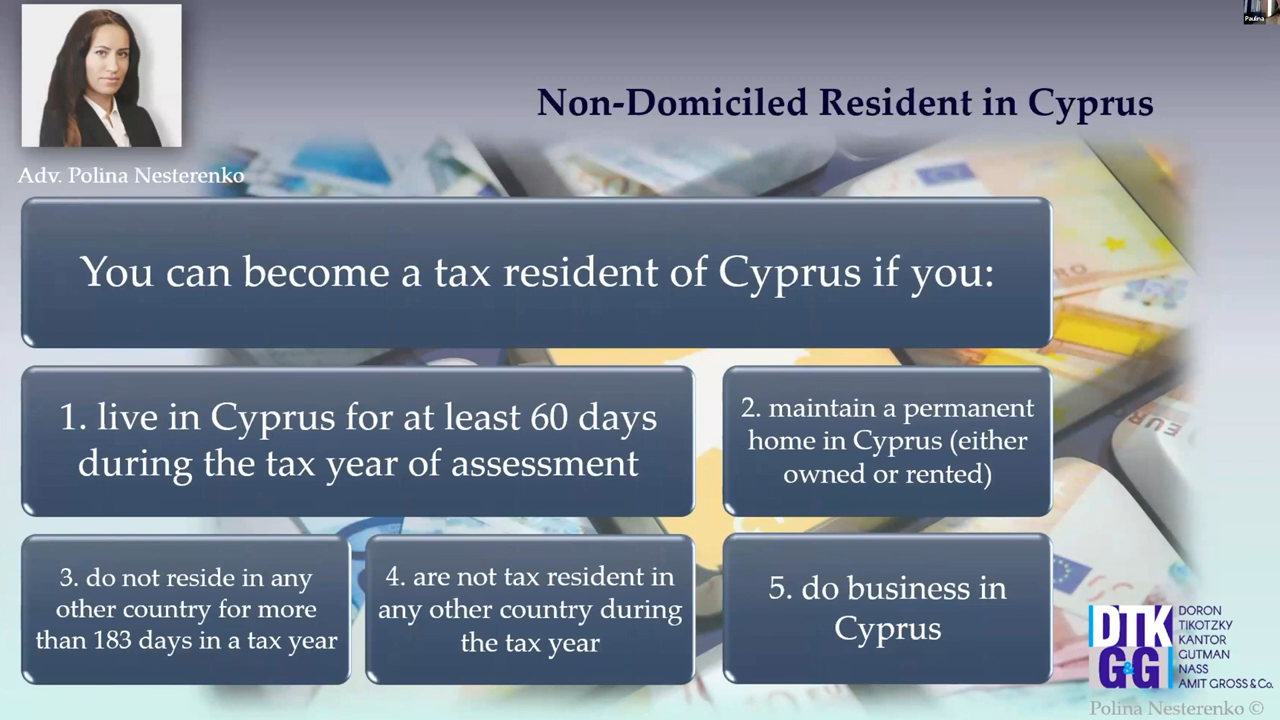 Paulina
Non-Domiciled Resident in Cyprus
Adv. Polina Nesterenko
You can become a tax resident of Cyprus if you:
1. live in Cyprus for at least 60 days
during the tax year of assessment
2. maintain a permanent
home in Cyprus (either
owned or rented)
3. do not reside in any
other country for more
than 183 days in a tax year
4. are not tax resident in
any other country during
the tax year
5. do business in
Cyprus
EURO
DTK
G&G
DORON
TIKOTZKY
KANTOR
GUTMAN
NASS
AMIT GROSS & Co.
Polina Nesterenko ©